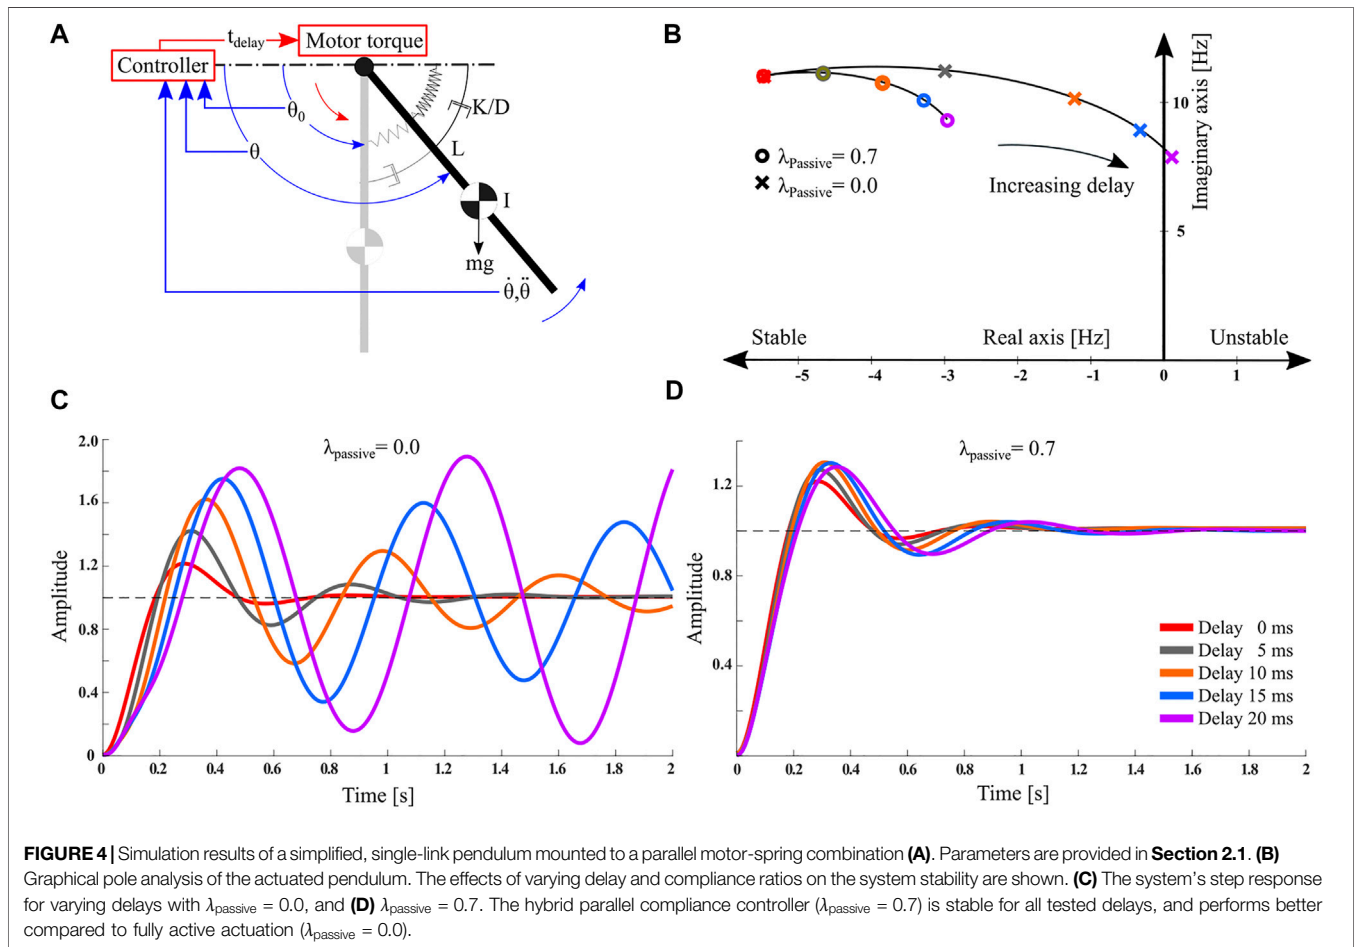 A
t_delay
Motor torque
Controller
θ₀
K/D
θ
L
I
mg
θ̇,θ̈
B
Imaginary axis [Hz]
10
λ_Passive= 0.7
λ_Passive= 0.0
Increasing delay
5
Stable
Real axis [Hz]
Unstable
-5 -4 -3 -2 -1 0 1
C
λ_passive= 0.0
2.0
1.6
1.2
0.8
0.4
0
Amplitude
0 0.2 0.4 0.6 0.8 1 1.2 1.4 1.6 1.8 2
Time [s]
D
λ_passive= 0.7
1.2
0.8
0.4
Amplitude
Delay 0 ms
Delay 5 ms
Delay 10 ms
Delay 15 ms
Delay 20 ms
0 0.2 0.4 0.6 0.8 1 1.2 1.4 1.6 1.8 2
Time [s]
FIGURE 4 | Simulation results of a simplified, single-link pendulum mounted to a parallel motor-spring combination (A). Parameters are provided in Section 2.1. (B)
Graphical pole analysis of the actuated pendulum. The effects of varying delay and compliance ratios on the system stability are shown. (C) The system's step response
for varying delays with λ_passive = 0.0, and (D) λ_passive = 0.7. The hybrid parallel compliance controller (λ_passive = 0.7) is stable for all tested delays, and performs better
compared to fully active actuation (λ_passive = 0.0).